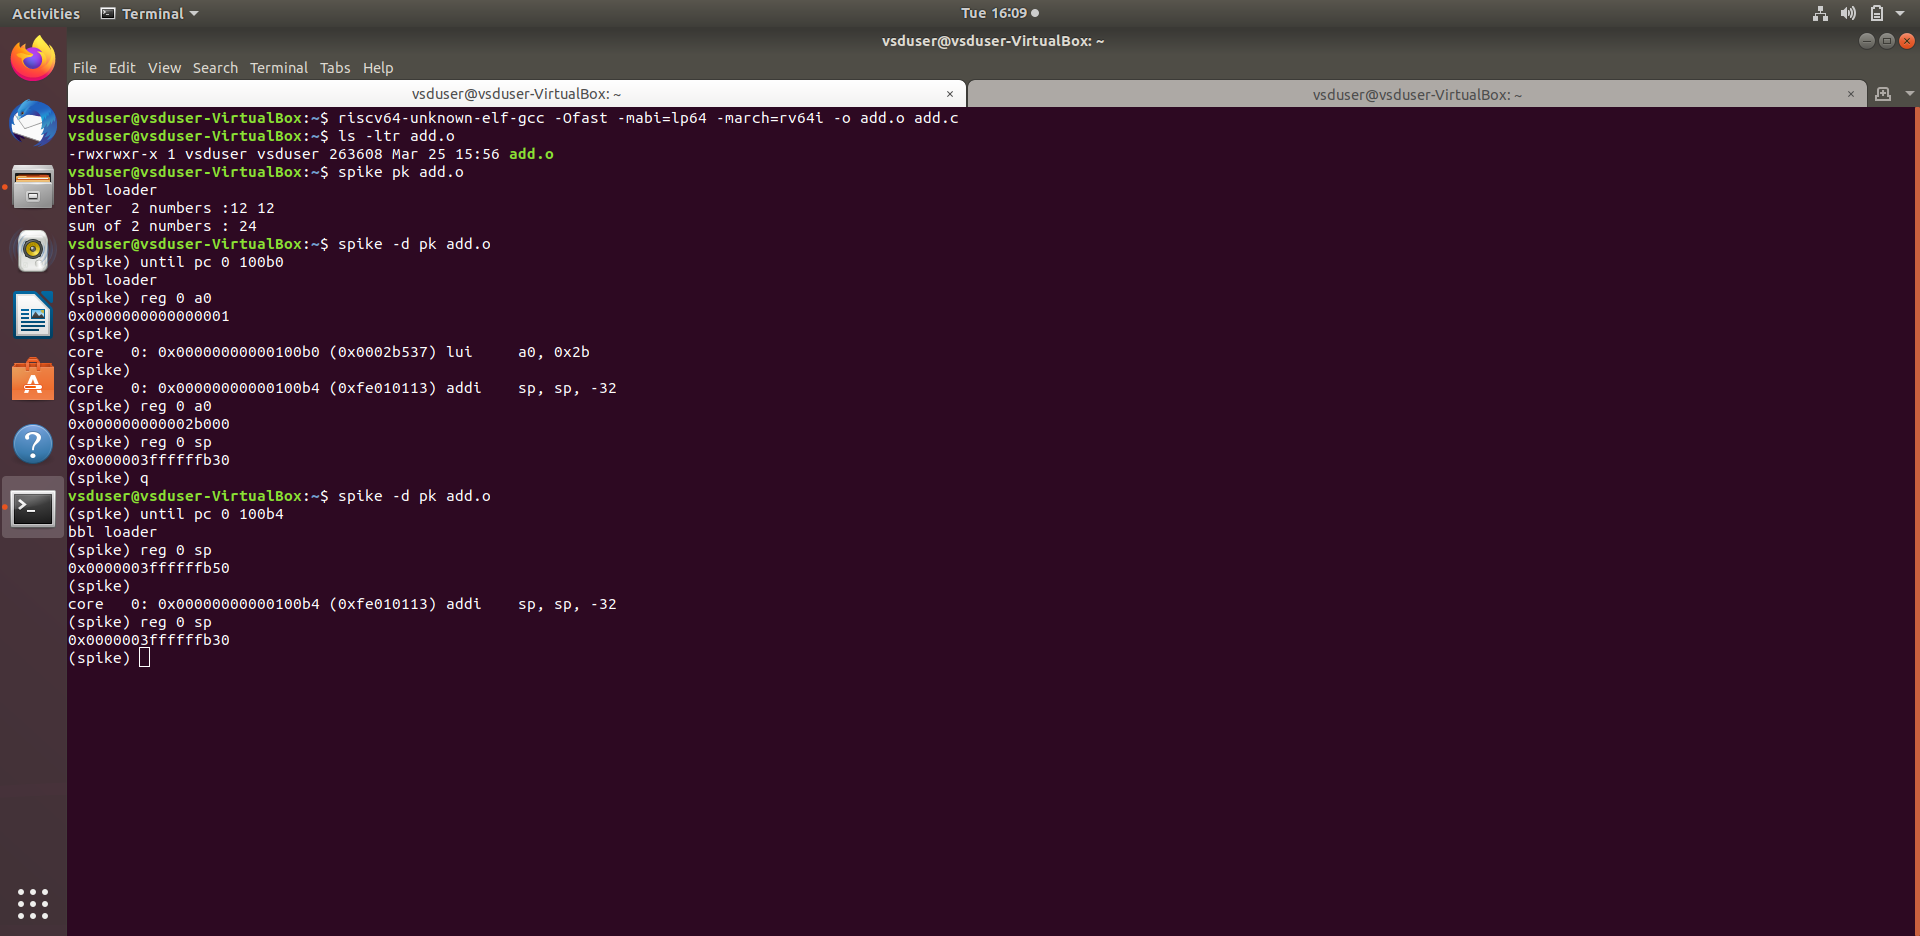 Activities Terminal Tue 16:09
vsduser@vsduser-VirtualBox: ~
File Edit View Search Terminal Tabs Help
vsduser@vsduser-VirtualBox: ~ × vsduser@vsduser-VirtualBox: ~ ×
vsduser@vsduser-VirtualBox:~$ riscv64-unknown-elf-gcc -Ofast -mabi=lp64 -march=rv64i -o add.o add.c
vsduser@vsduser-VirtualBox:~$ ls -ltr add.o
-rwxrwxr-x 1 vsduser vsduser 263608 Mar 25 15:56 add.o
vsduser@vsduser-VirtualBox:~$ spike pk add.o
bbl loader
enter  2 numbers :12 12
sum of 2 numbers : 24
vsduser@vsduser-VirtualBox:~$ spike -d pk add.o
(spike) until pc 0 100b0
bbl loader
(spike) reg 0 a0
0x0000000000000001
(spike)
core   0: 0x00000000000100b0 (0x0002b537) lui     a0, 0x2b
(spike)
core   0: 0x00000000000100b4 (0xfe010113) addi    sp, sp, -32
(spike) reg 0 a0
0x000000000002b000
(spike) reg 0 sp
0x0000003ffffffb30
(spike) q
vsduser@vsduser-VirtualBox:~$ spike -d pk add.o
(spike) until pc 0 100b4
bbl loader
(spike) reg 0 sp
0x0000003ffffffb50
(spike)
core   0: 0x00000000000100b4 (0xfe010113) addi    sp, sp, -32
(spike) reg 0 sp
0x0000003ffffffb30
(spike)